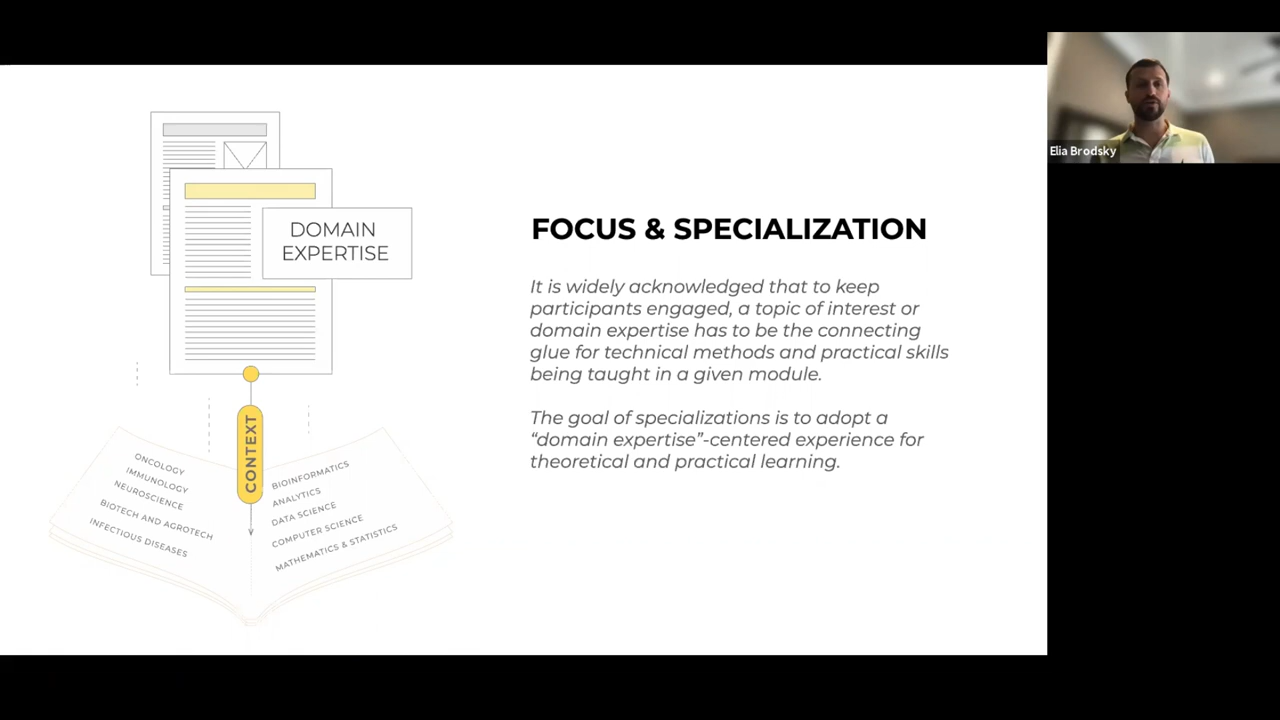 DOMAIN
EXPERTISE
CONTEXT
ONCOLOGY
IMMUNOLOGY
NEUROSCIENCE
BIOTECH AND AGROTECH
INFECTIOUS DISEASES
BIOINFORMATICS
ANALYTICS
DATA SCIENCE
COMPUTER SCIENCE
MATHEMATICS & STATISTICS
FOCUS & SPECIALIZATION
It is widely acknowledged that to keep
participants engaged, a topic of interest or
domain expertise has to be the connecting
glue for technical methods and practical skills
being taught in a given module.
The goal of specializations is to adopt a
“domain expertise”-centered experience for
theoretical and practical learning.
Elia Brodsky